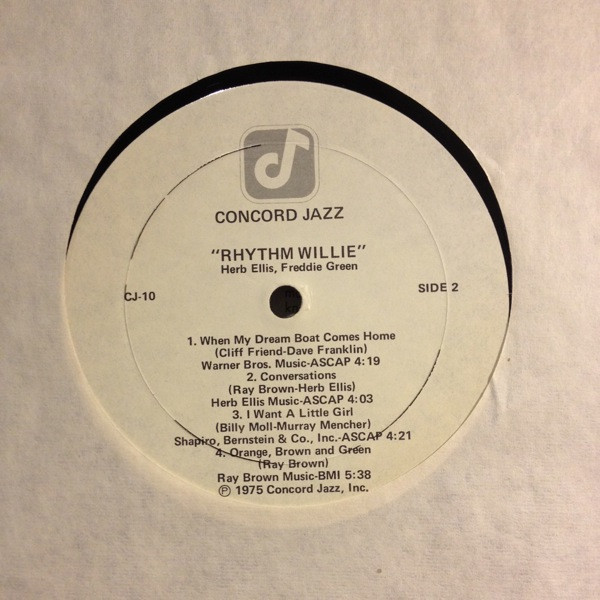 CONCORD JAZZ
"RHYTHM WILLIE"
Herb Ellis, Freddie Green
CJ-10
SIDE 2
1. When My Dream Boat Comes Home
(Cliff Friend-Dave Franklin)
Warner Bros. Music-ASCAP 4:19
2. Conversations
(Ray Brown-Herb Ellis)
Herb Ellis Music-ASCAP 4:03
3. I Want A Little Girl
(Billy Moll-Murray Mencher)
Shapiro, Bernstein & Co., Inc.-ASCAP 4:21
4. Orange, Brown and Green
(Ray Brown)
Ray Brown Music-BMI 5:38
℗ 1975 Concord Jazz, Inc.